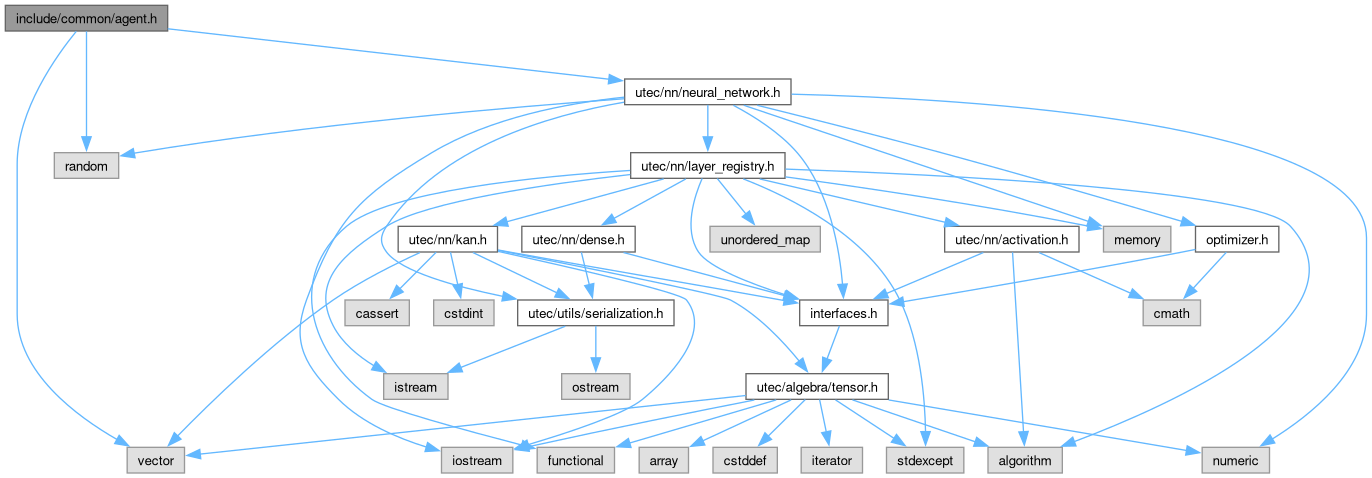 include/common/agent.h
utec/nn/neural_network.h
random
utec/nn/layer_registry.h
utec/nn/kan.h
utec/nn/dense.h
unordered_map
utec/nn/activation.h
memory
optimizer.h
cassert
cstdint
utec/utils/serialization.h
interfaces.h
cmath
istream
ostream
utec/algebra/tensor.h
vector
iostream
functional
array
cstddef
iterator
stdexcept
algorithm
numeric